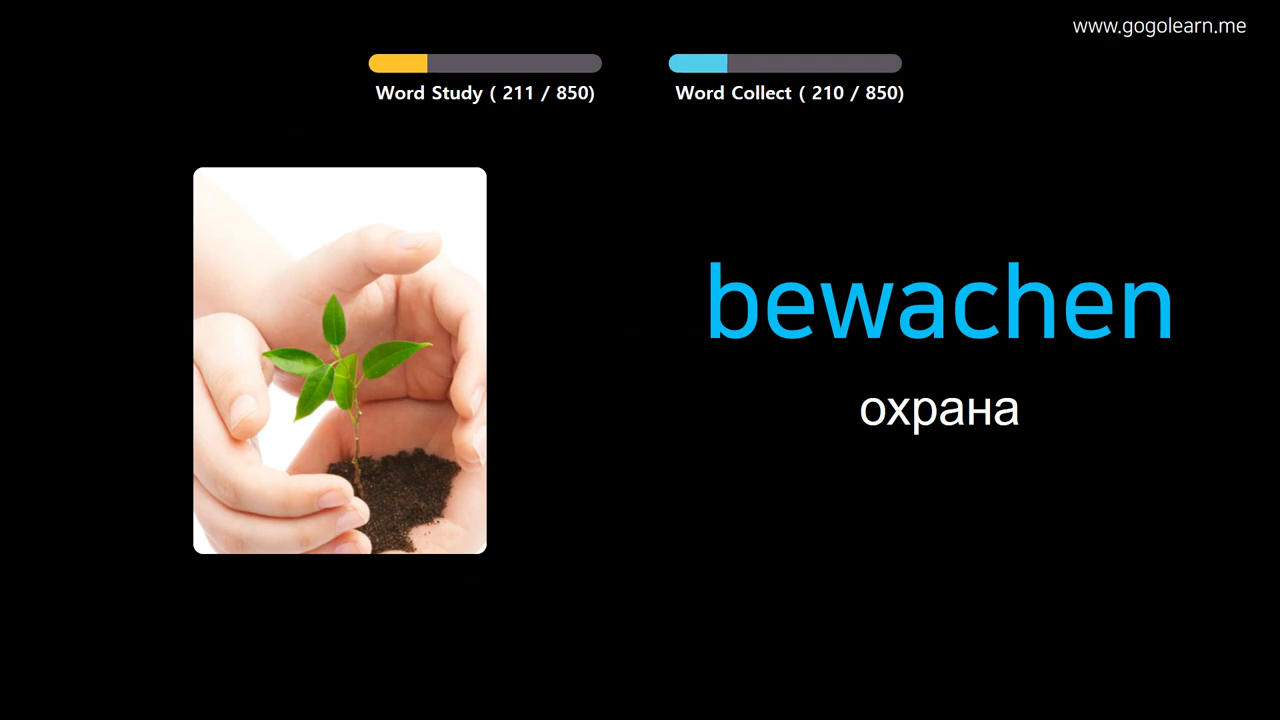 www.gogolearn.me
Word Study ( 211 / 850)
Word Collect ( 210 / 850)
bewachen
охрана